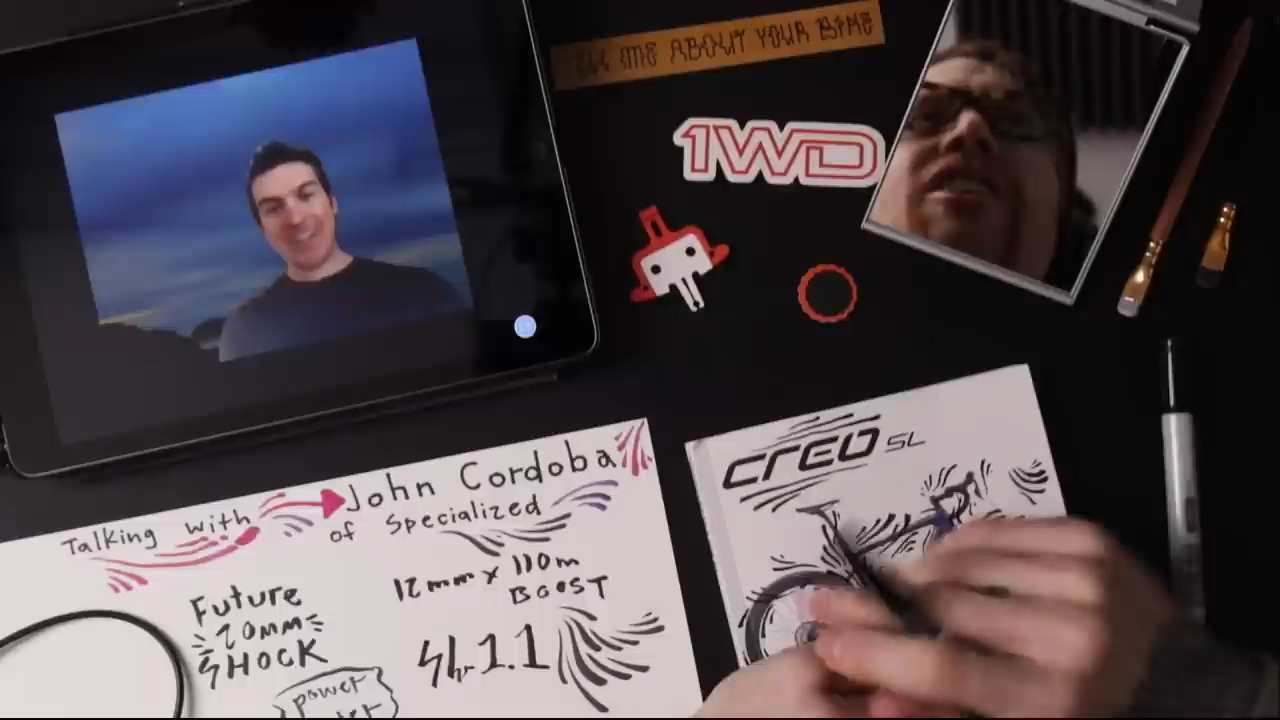 ME ABOUT YOUR BIKE
1WD
CREO SL
Talking with John Cordoba
of Specialized
Future
20mm
SHOCK
12mm x 110m
BOOST
SL 1.1
power